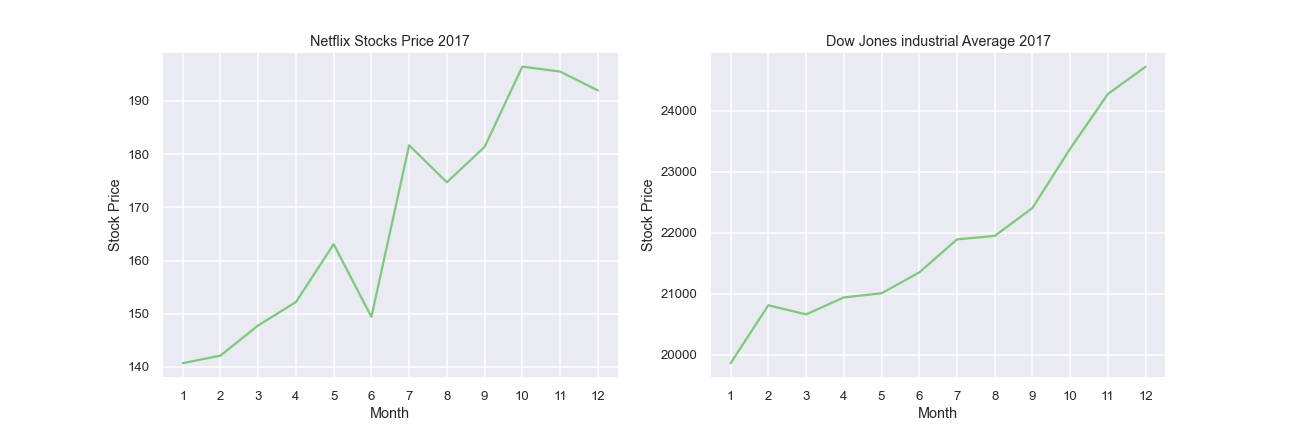 Netflix Stocks Price 2017
Stock Price
190
180
170
160
150
140
1 2 3 4 5 6 7 8 9 10 11 12
Month
Dow Jones industrial Average 2017
Stock Price
24000
23000
22000
21000
20000
1 2 3 4 5 6 7 8 9 10 11 12
Month